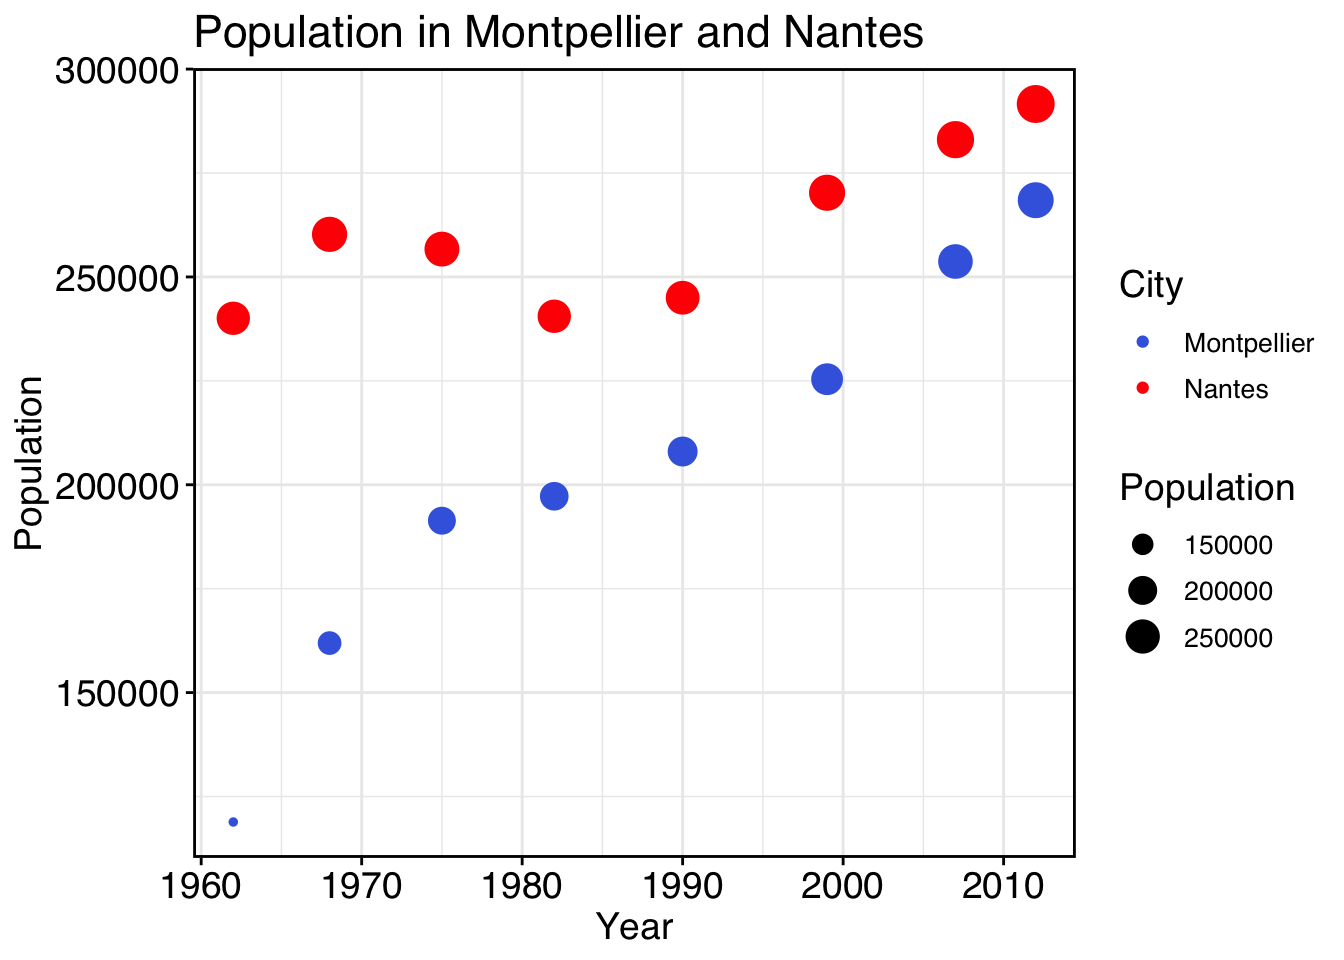 Population in Montpellier and Nantes
300000
250000
200000
150000
Population
1960 1970 1980 1990 2000 2010
Year
City
Montpellier
Nantes
Population
150000
200000
250000